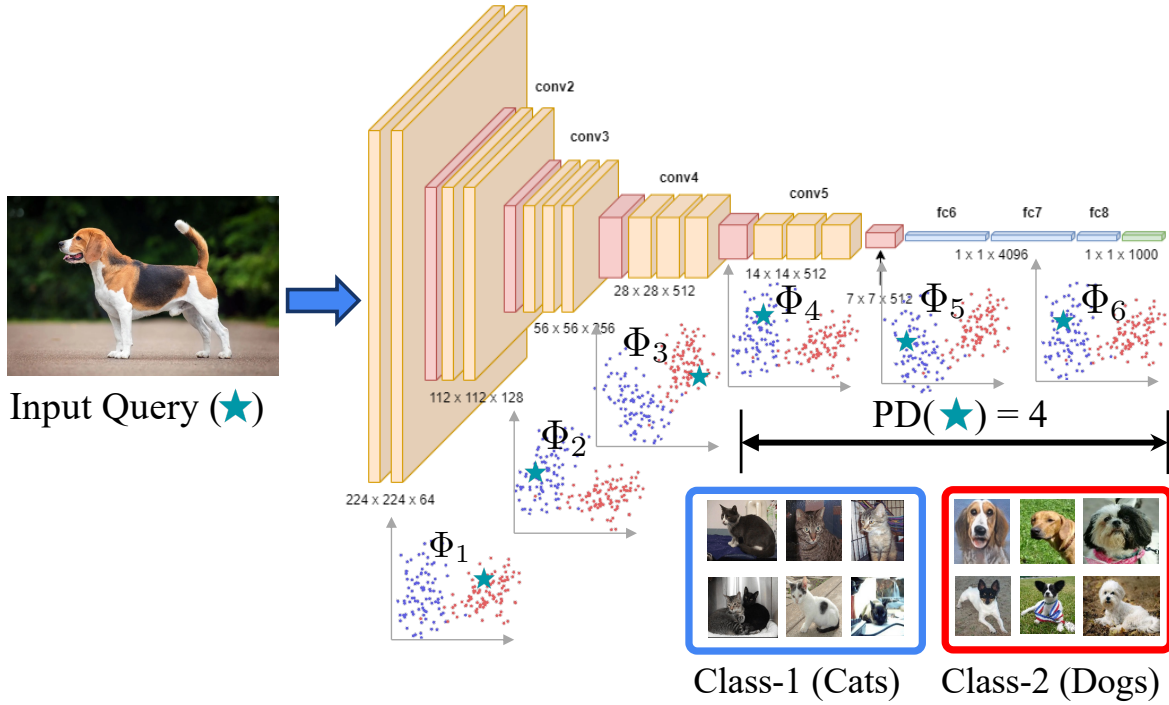 conv2
conv3
conv4
conv5
fc6
fc7
fc8
1 x 1 x 4096
1 x 1 x 1000
14 x 14 x 512
28 x 28 x 512
7 x 7 x 512
56 x 56 x 256
112 x 112 x 128
224 x 224 x 64
Φ4
Φ5
Φ6
Φ3
Φ2
Φ1
Input Query (★)
PD(★) = 4
Class-1 (Cats)
Class-2 (Dogs)